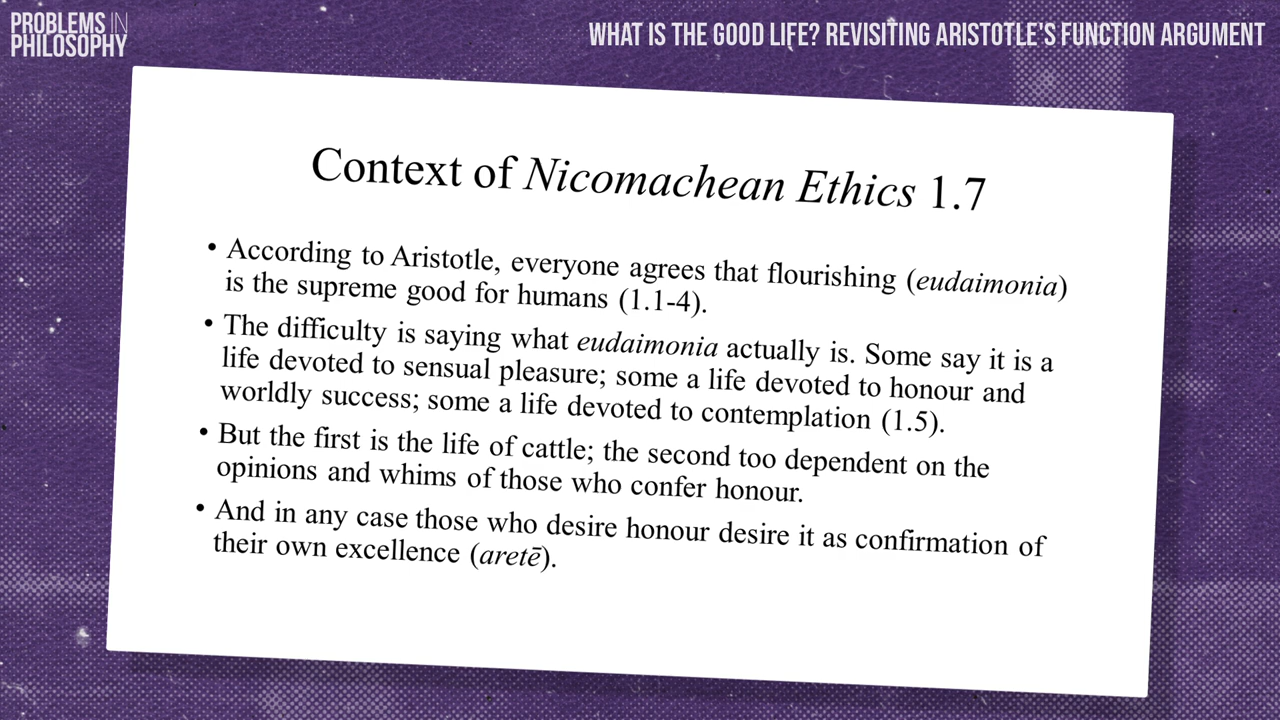 PROBLEMS IN
PHILOSOPHY
WHAT IS THE GOOD LIFE? REVISITING ARISTOTLE'S FUNCTION ARGUMENT
Context of Nicomachean Ethics 1.7
• According to Aristotle, everyone agrees that flourishing (eudaimonia)
is the supreme good for humans (1.1-4).
• The difficulty is saying what eudaimonia actually is. Some say it is a
life devoted to sensual pleasure; some a life devoted to honour and
worldly success; some a life devoted to contemplation (1.5).
• But the first is the life of cattle; the second too dependent on the
opinions and whims of those who confer honour.
• And in any case those who desire honour desire it as confirmation of
their own excellence (aretē).